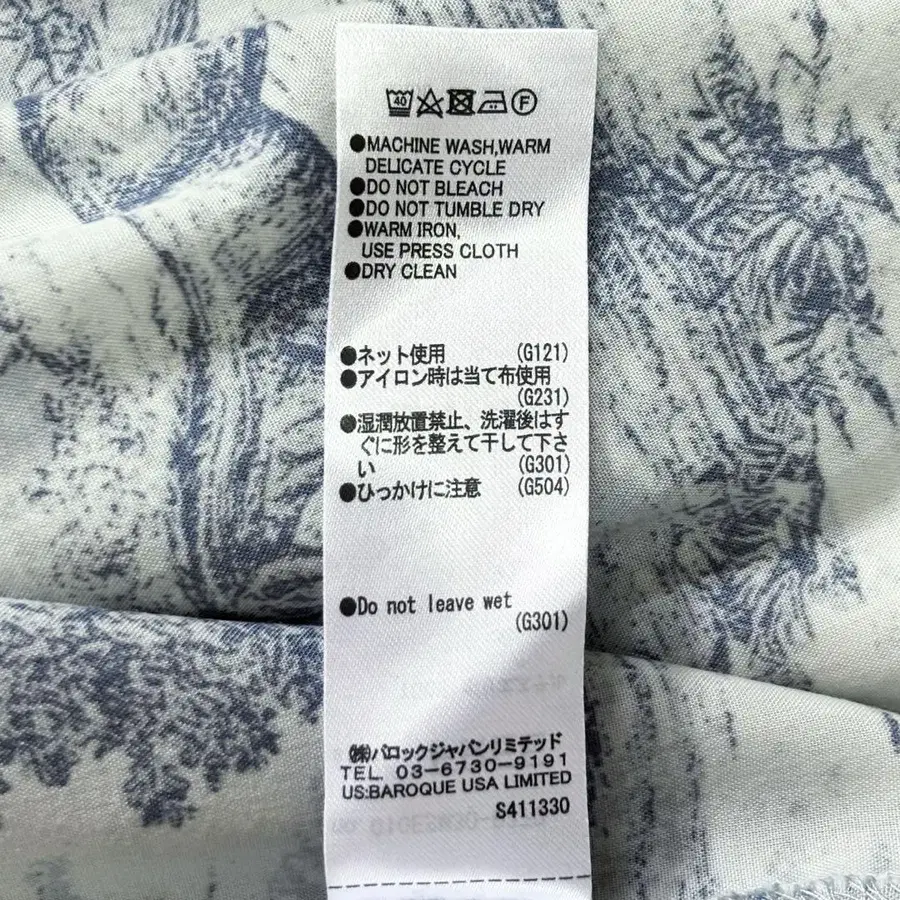 40 F
●MACHINE WASH,WARM
DELICATE CYCLE
●DO NOT BLEACH
●DO NOT TUMBLE DRY
●WARM IRON,
USE PRESS CLOTH
●DRY CLEAN
●ネット使用 (G121)
●アイロン時は当て布使用
(G231)
●湿潤放置禁止、洗濯後はす
ぐに形を整えて干して下さ
い (G301)
●ひっかけに注意 (G504)
●Do not leave wet
(G301)
㈱バロックジャパンリミテッド
TEL. 03-6730-9191
US:BAROQUE USA LIMITED
S411330